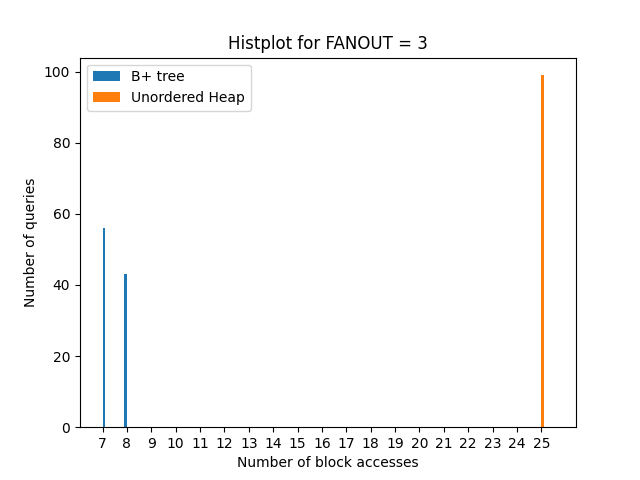 Histplot for FANOUT = 3
B+ tree
Unordered Heap
100
80
60
40
20
0
Number of queries
7 8 9 10 11 12 13 14 15 16 17 18 19 20 21 22 23 24 25
Number of block accesses